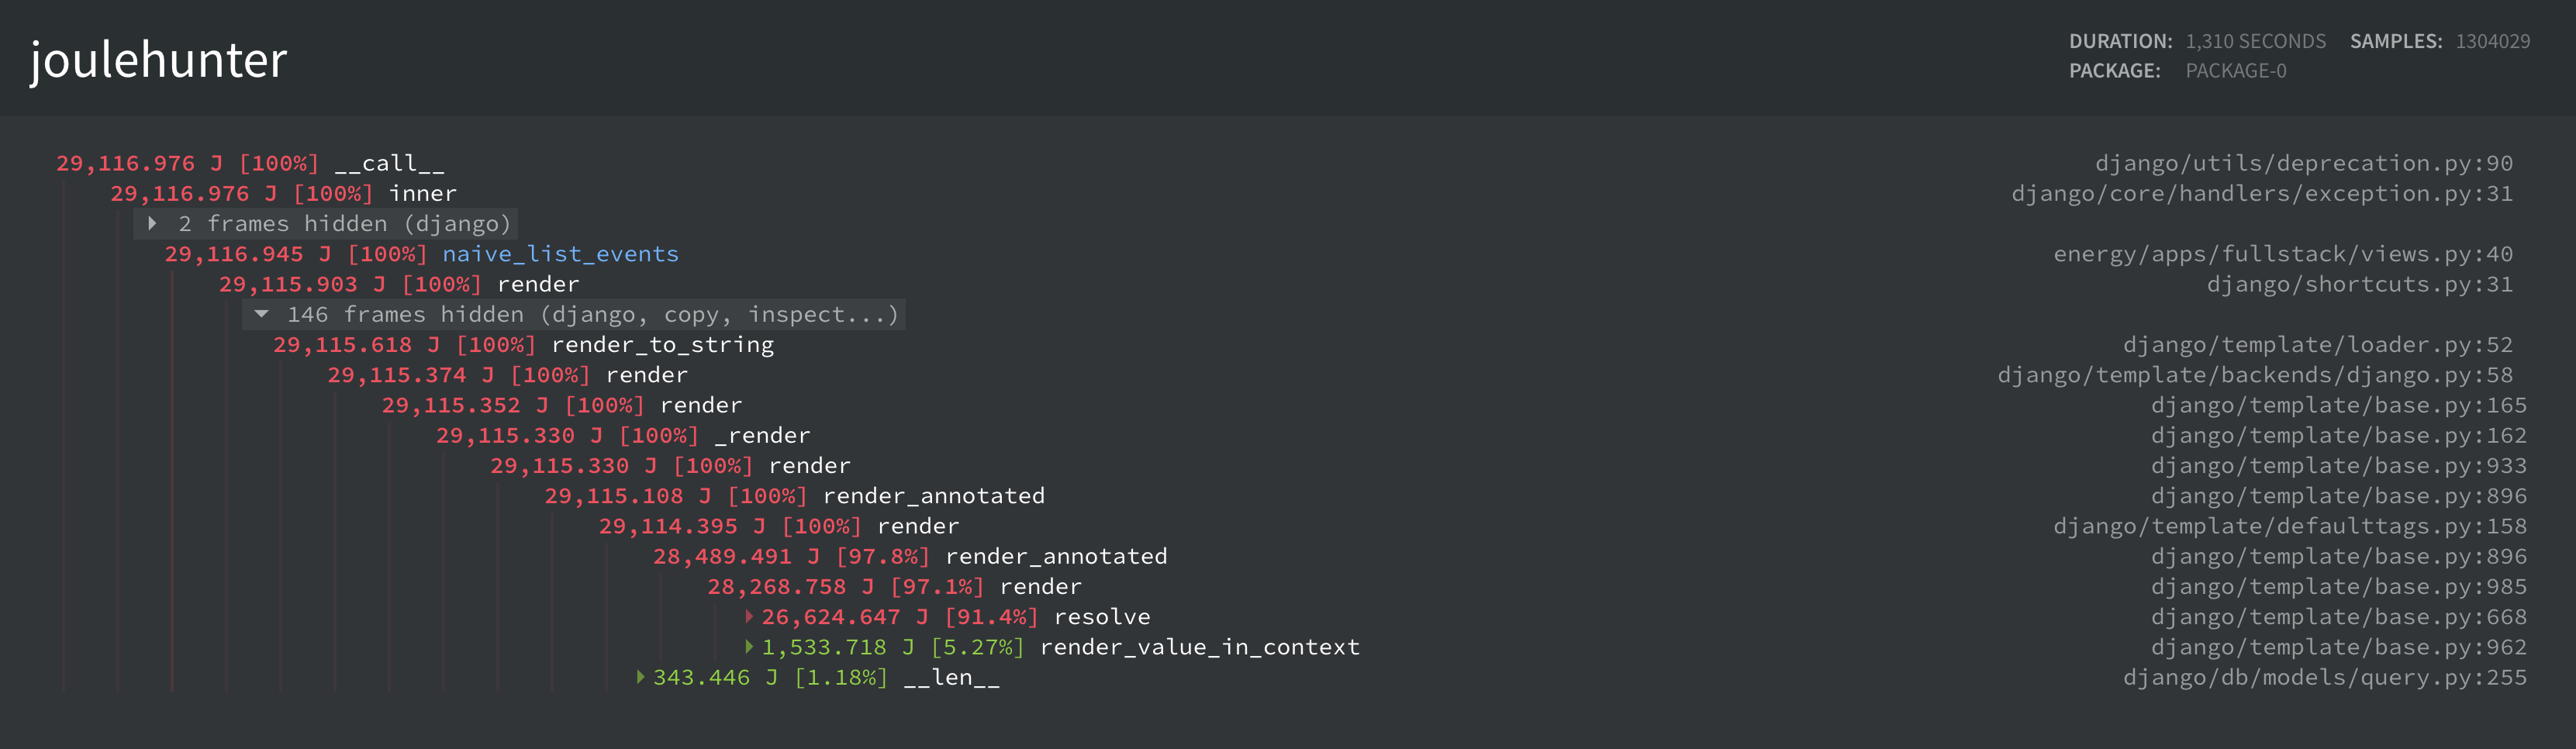 joulehunter
DURATION: 1,310 SECONDS SAMPLES: 1304029
PACKAGE: PACKAGE-0
29,116.976 J [100%] __call__ django/utils/deprecation.py:90
29,116.976 J [100%] inner django/core/handlers/exception.py:31
2 frames hidden (django)
29,116.945 J [100%] naive_list_events energy/apps/fullstack/views.py:40
29,115.903 J [100%] render django/shortcuts.py:31
146 frames hidden (django, copy, inspect...)
29,115.618 J [100%] render_to_string django/template/loader.py:52
29,115.374 J [100%] render django/template/backends/django.py:58
29,115.352 J [100%] render django/template/base.py:165
29,115.330 J [100%] _render django/template/base.py:162
29,115.330 J [100%] render django/template/base.py:933
29,115.108 J [100%] render_annotated django/template/base.py:896
29,114.395 J [100%] render django/template/defaulttags.py:158
28,489.491 J [97.8%] render_annotated django/template/base.py:896
28,268.758 J [97.1%] render django/template/base.py:985
26,624.647 J [91.4%] resolve django/template/base.py:668
1,533.718 J [5.27%] render_value_in_context django/template/base.py:962
343.446 J [1.18%] __len__ django/db/models/query.py:255